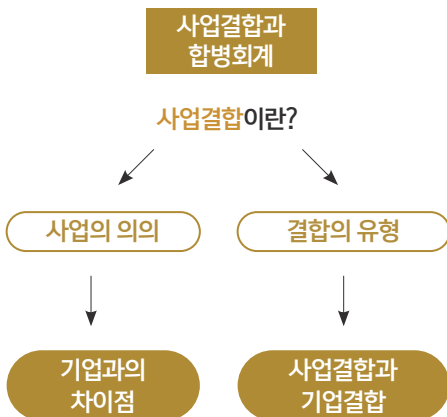 사업결합과
합병회계
사업결합이란?
사업의 의의
결합의 유형
기업과의
차이점
사업결합과
기업결합